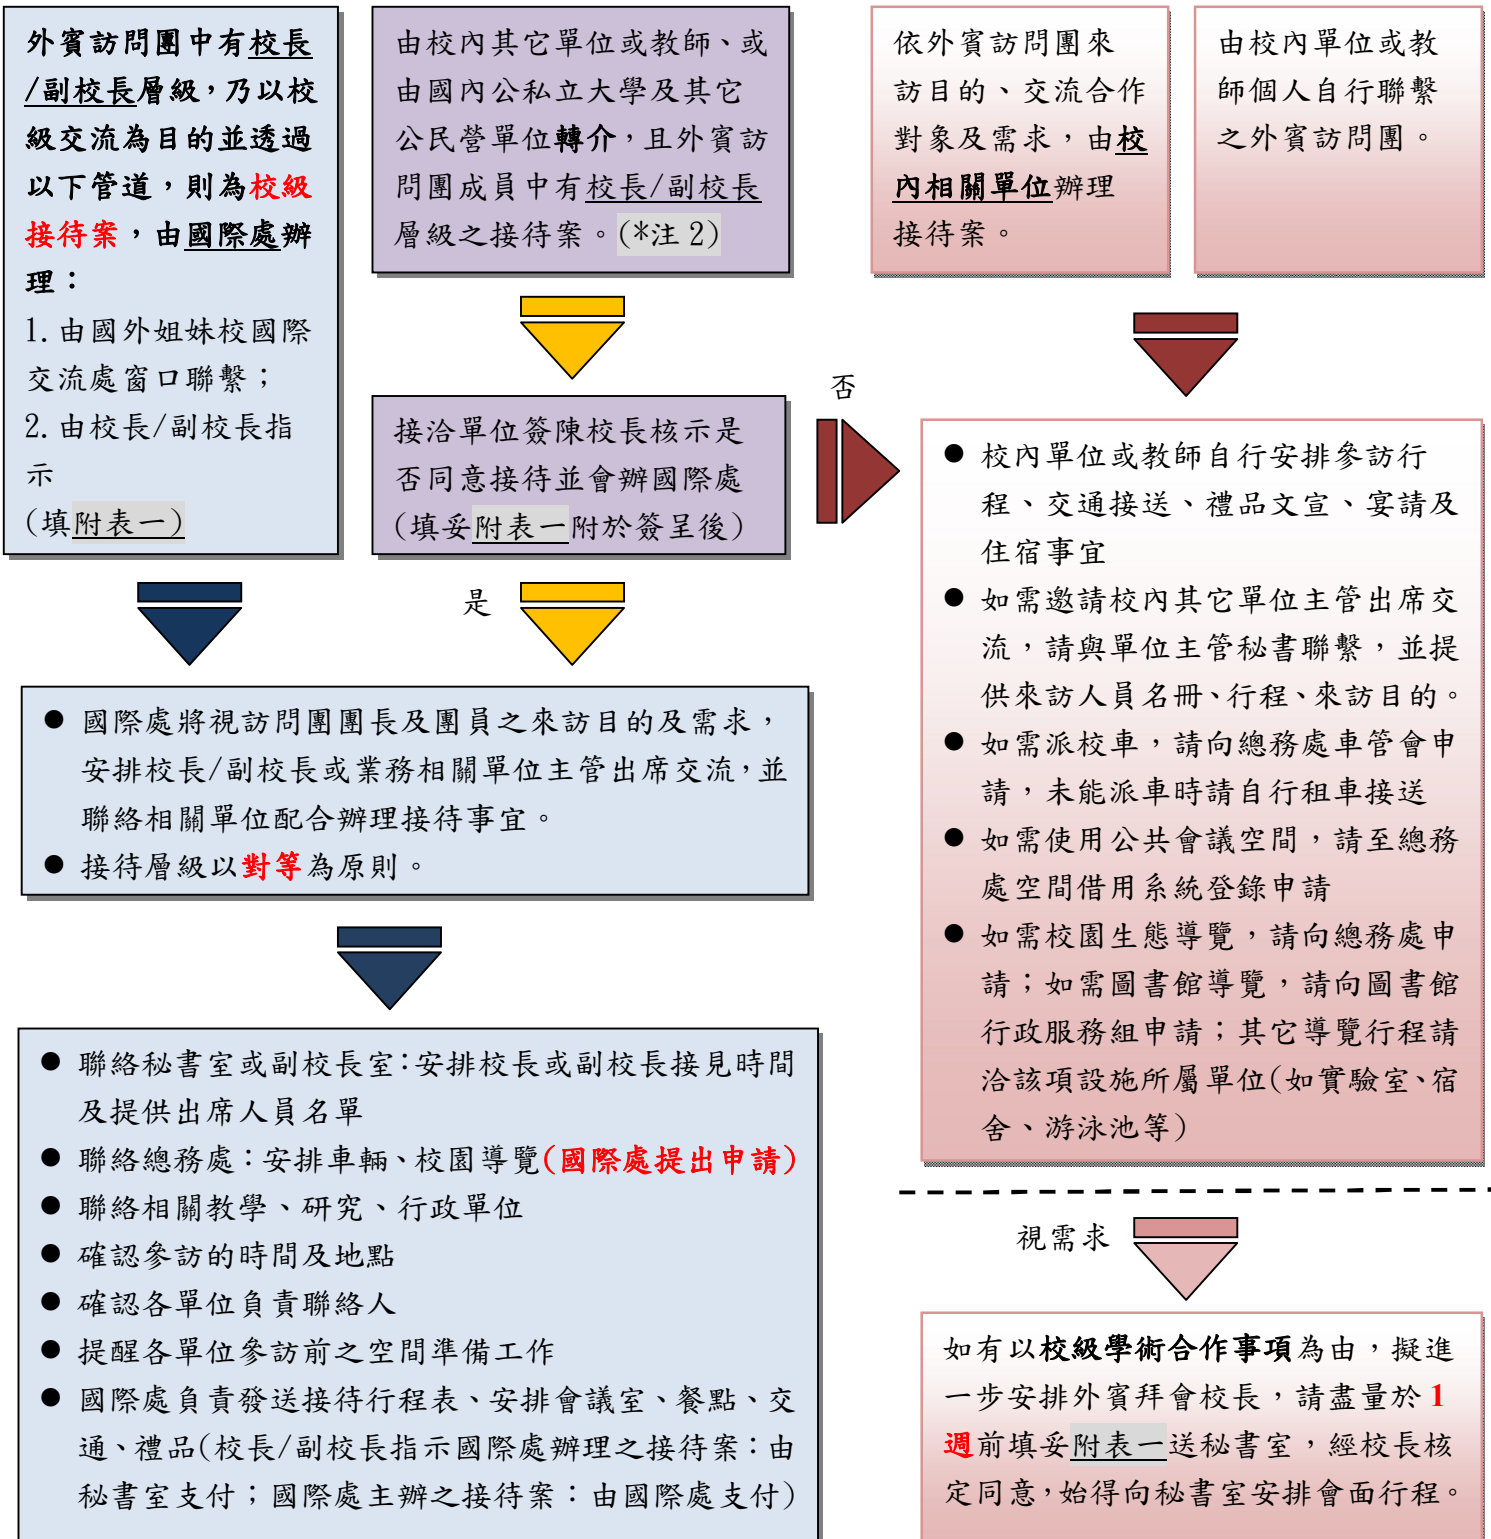 外賓訪問團中有校長
/副校長層級，乃以校
級交流為目的並透過
以下管道，則為校級
接待案，由國際處辦
理：
1.由國外姐妹校國際
交流處窗口聯繫；
2.由校長/副校長指
示
(填附表一)
由校內其它單位或教師、或
由國內公私立大學及其它
公民營單位轉介，且外賓訪
問團成員中有校長/副校長
層級之接待案。(*注 2)
依外賓訪問團來
訪目的、交流合作
對象及需求，由校
內相關單位辦理
接待案。
由校內單位或教
師個人自行聯繫
之外賓訪問團。
接洽單位簽陳校長核示是
否同意接待並會辦國際處
(填妥附表一附於簽呈後)
否
是
● 國際處將視訪問團團長及團員之來訪目的及需求，
安排校長/副校長或業務相關單位主管出席交流，並
聯絡相關單位配合辦理接待事宜。
● 接待層級以對等為原則。
● 聯絡秘書室或副校長室：安排校長或副校長接見時間
及提供出席人員名單
● 聯絡總務處：安排車輛、校園導覽(國際處提出申請)
● 聯絡相關教學、研究、行政單位
● 確認參訪的時間及地點
● 確認各單位負責聯絡人
● 提醒各單位參訪前之空間準備工作
● 國際處負責發送接待行程表、安排會議室、餐點、交
通、禮品(校長/副校長指示國際處辦理之接待案：由
秘書室支付；國際處主辦之接待案：由國際處支付)
● 校內單位或教師自行安排參訪行
程、交通接送、禮品文宣、宴請及
住宿事宜
● 如需邀請校內其它單位主管出席交
流，請與單位主管秘書聯繫，並提
供來訪人員名冊、行程、來訪目的。
● 如需派校車，請向總務處車管會申
請，未能派車時請自行租車接送
● 如需使用公共會議空間，請至總務
處空間借用系統登錄申請
● 如需校園生態導覽，請向總務處申
請；如需圖書館導覽，請向圖書館
行政服務組申請；其它導覽行程請
洽該項設施所屬單位(如實驗室、宿
舍、游泳池等)
視需求
如有以校級學術合作事項為由，擬進
一步安排外賓拜會校長，請盡量於 1
週前填妥附表一送秘書室，經校長核
定同意，始得向秘書室安排會面行程。